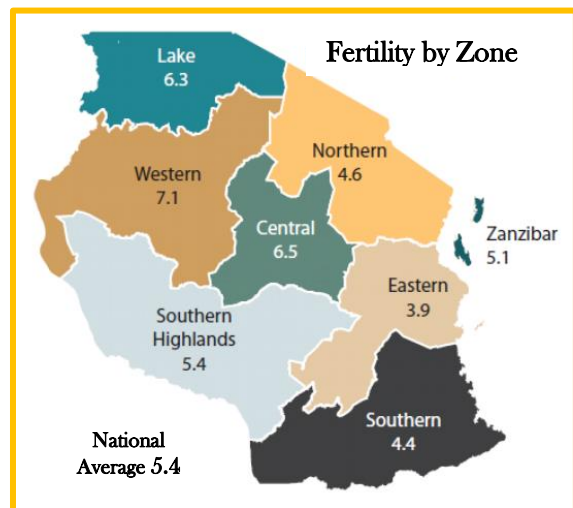 Fertility by Zone
Lake
6.3
Northern
4.6
Western
7.1
Central
6.5
Zanzibar
5.1
Eastern
3.9
Southern
Highlands
5.4
Southern
4.4
National
Average 5.4